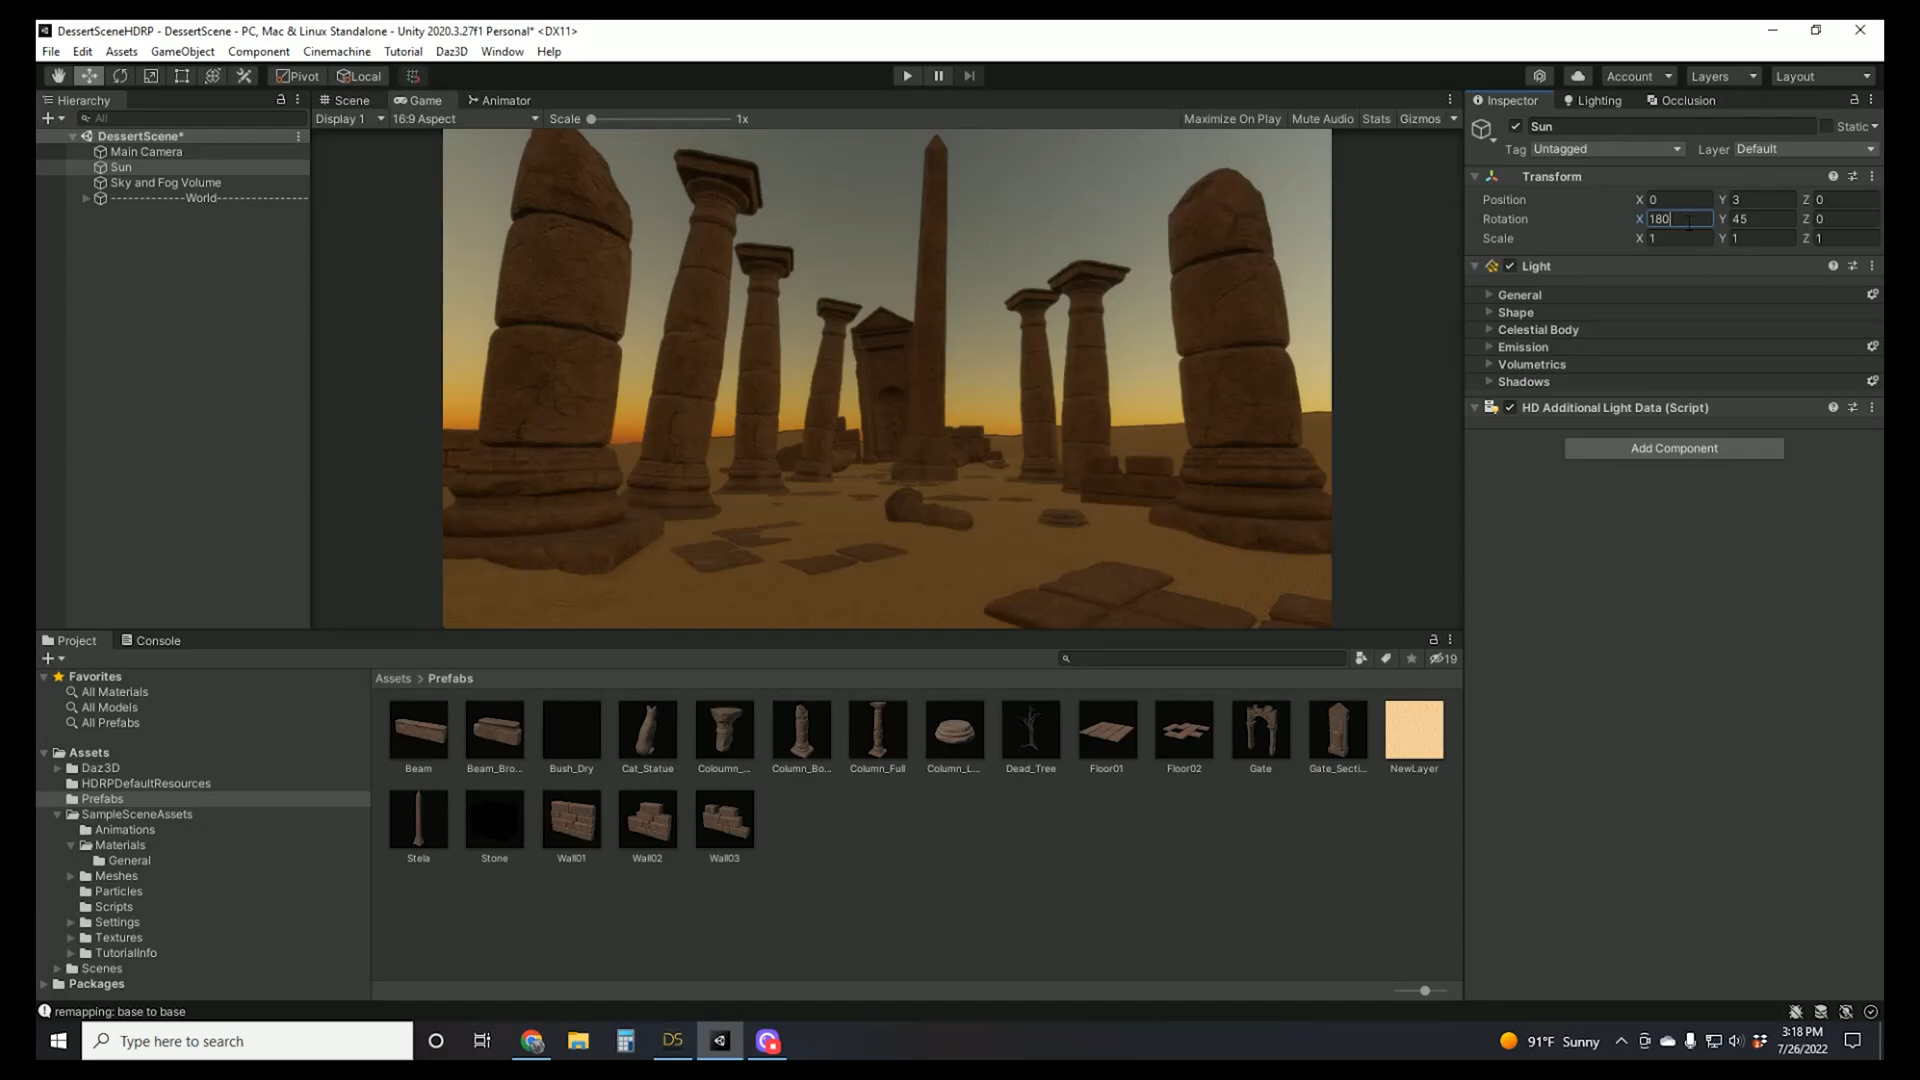 DessertSceneHDRP - DessertScene - PC, Mac & Linux Standalone - Unity 2020.3.27f1 Personal* <DX11>
File Edit Assets GameObject Component Cinemachine Tutorial Daz3D Window Help
Pivot Local Account Layers Layout
Hierarchy Scene Game Animator Inspector Lighting Occlusion
All Display 1 16:9 Aspect Scale 1x Maximize On Play Mute Audio Stats Gizmos
DessertScene*
Main Camera
Sun
Sky and Fog Volume
------------World----------------
Sun Static
Tag Untagged Layer Default
Transform
Position X 0 Y 3 Z 0
Rotation X 180 Y 45 Z 0
Scale X 1 Y 1 Z 1
Light
General
Shape
Celestial Body
Emission
Volumetrics
Shadows
HD Additional Light Data (Script)
Add Component
Project Console
19
Favorites
All Materials
All Models
All Prefabs
Assets
Daz3D
HDRPDefaultResources
Prefabs
SampleSceneAssets
Animations
Materials
General
Meshes
Particles
Scripts
Settings
Textures
TutorialInfo
Scenes
Packages
Assets > Prefabs
Beam Beam_Bro... Bush_Dry Cat_Statue Coloumn_... Column_Bo... Column_Full Column_L... Dead_Tree Floor01 Floor02 Gate Gate_Secti... NewLayer
Stela Stone Wall01 Wall02 Wall03
remapping: base to base
Type here to search
DS
91°F Sunny
3:18 PM
7/26/2022